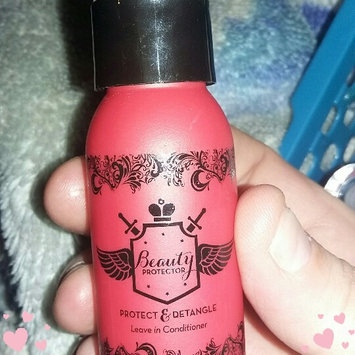 Beauty
PROTECTOR
PROTECT & DETANGLE
Leave in Conditioner